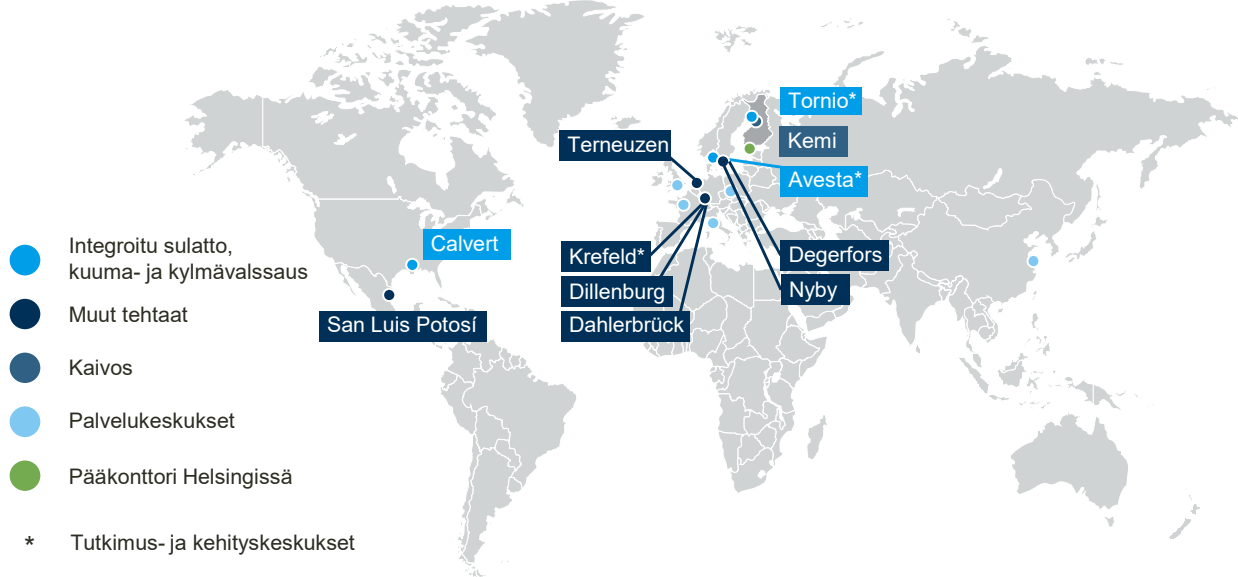 Tornio*
Kemi
Avesta*
Terneuzen
Calvert
Krefeld*
Dillenburg
Dahlerbrück
Degerfors
Nyby
San Luis Potosí
Integroitu sulatto,
kuuma- ja kylmävalssaus
Muut tehtaat
Kaivos
Palvelukeskukset
Pääkonttori Helsingissä
* Tutkimus- ja kehityskeskukset